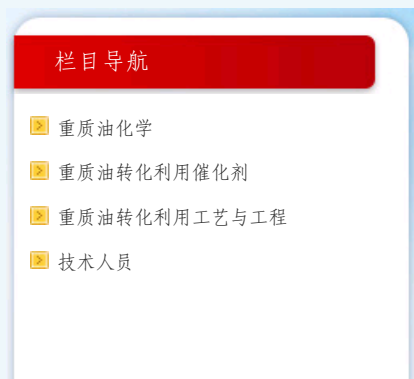 栏目导航
重质油化学
重质油转化利用催化剂
重质油转化利用工艺与工程
技术人员